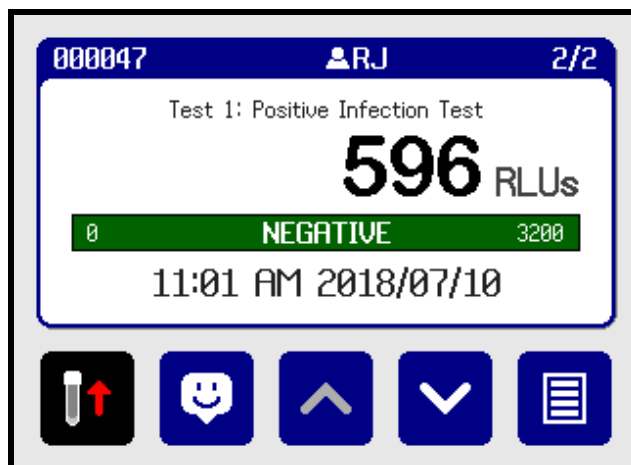 000047 RJ 2/2
Test 1: Positive Infection Test
596 RLUs
0 NEGATIVE 3200
11:01 AM 2018/07/10